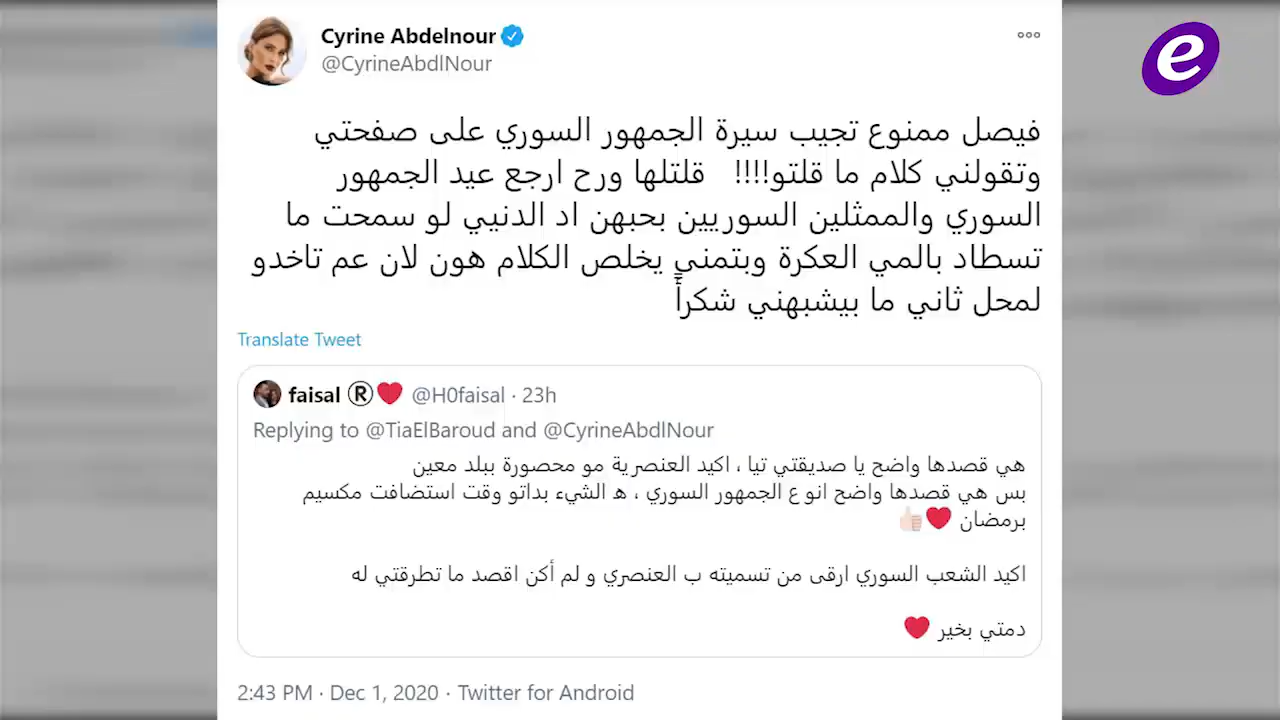 Cyrine Abdelnour
@CyrineAbdlNour
فيصل ممنوع تجيب سيرة الجمهور السوري على صفحتي
وتقولني كلام ما قلتو!!!! قلتلها ورح ارجع عيد الجمهور
السوري والممثلين السوريين بحبهن اد الدنيي لو سمحت ما
تسطاد بالمي العكرة وبتمني يخلص الكلام هون لان عم تاخدو
لمحل ثاني ما بيشبهني شكراً
Translate Tweet
faisal ®❤️ @H0faisal · 23h
Replying to @TiaElBaroud and @CyrineAbdlNour
هي قصدها واضح يا صديقتي تيا ، اكيد العنصرية مو محصورة ببلد معين
بس هي قصدها واضح انو ع الجمهور السوري ، ه الشيء بداتو وقت استضافت مكسيم
برمضان ❤️👍🏻
اكيد الشعب السوري ارقى من تسميته ب العنصري و لم أكن اقصد ما تطرقتي له
دمتي بخير ❤️
2:43 PM · Dec 1, 2020 · Twitter for Android
e